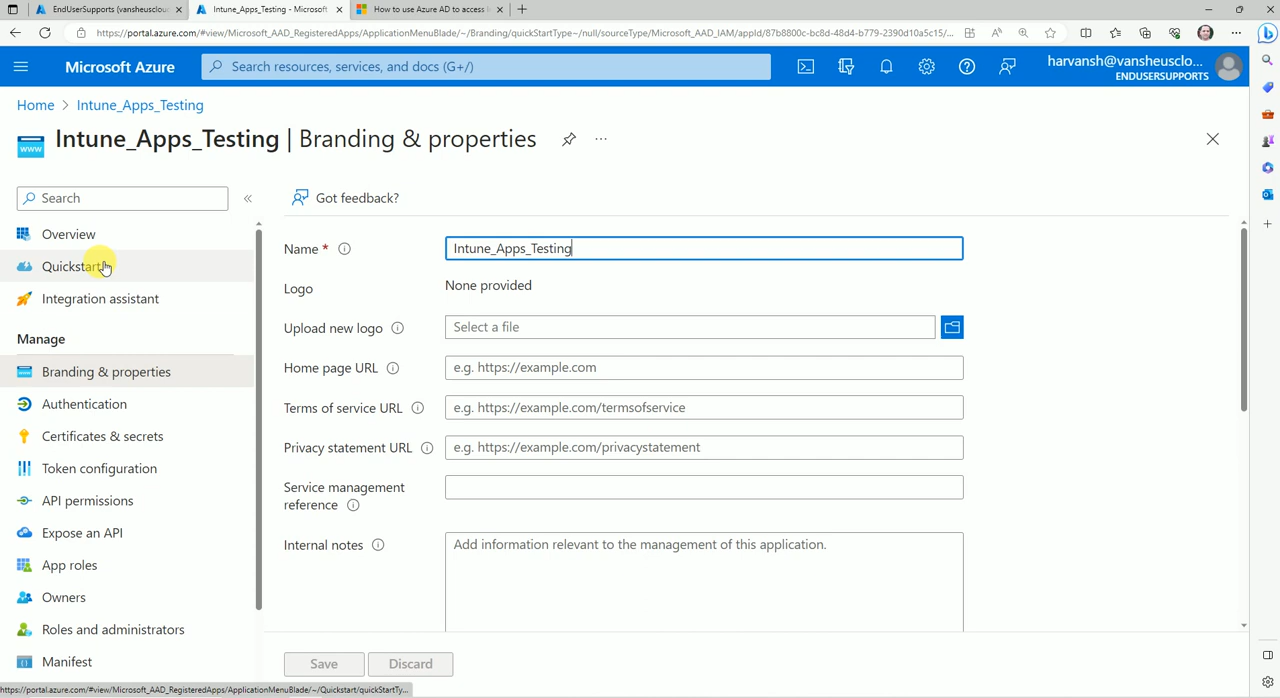 EndUserSupports (vansheusclouc
Intune_Apps_Testing - Microsoft
How to use Azure AD to access I
https://portal.azure.com/#view/Microsoft_AAD_RegisteredApps/ApplicationMenuBlade/~/Branding/quickStartType~/null/sourceType/Microsoft_AAD_IAM/appId/87b8800c-bc8d-48d4-b779-2390d10a5c15/...
Microsoft Azure
Search resources, services, and docs (G+/)
harvansh@vansheusclo...
ENDUSERSUPPORTS
Home > Intune_Apps_Testing
Intune_Apps_Testing | Branding & properties
...
Search
«
Got feedback?
Overview
Quickstart
Integration assistant
Manage
Branding & properties
Authentication
Certificates & secrets
Token configuration
API permissions
Expose an API
App roles
Owners
Roles and administrators
Manifest
Name *
Intune_Apps_Testing
Logo
None provided
Upload new logo
Select a file
Home page URL
e.g. https://example.com
Terms of service URL
e.g. https://example.com/termsofservice
Privacy statement URL
e.g. https://example.com/privacystatement
Service management
reference
Internal notes
Add information relevant to the management of this application.
Save
Discard
https://portal.azure.com/#view/Microsoft_AAD_RegisteredApps/ApplicationMenuBlade/~/Quickstart/quickStartTy...